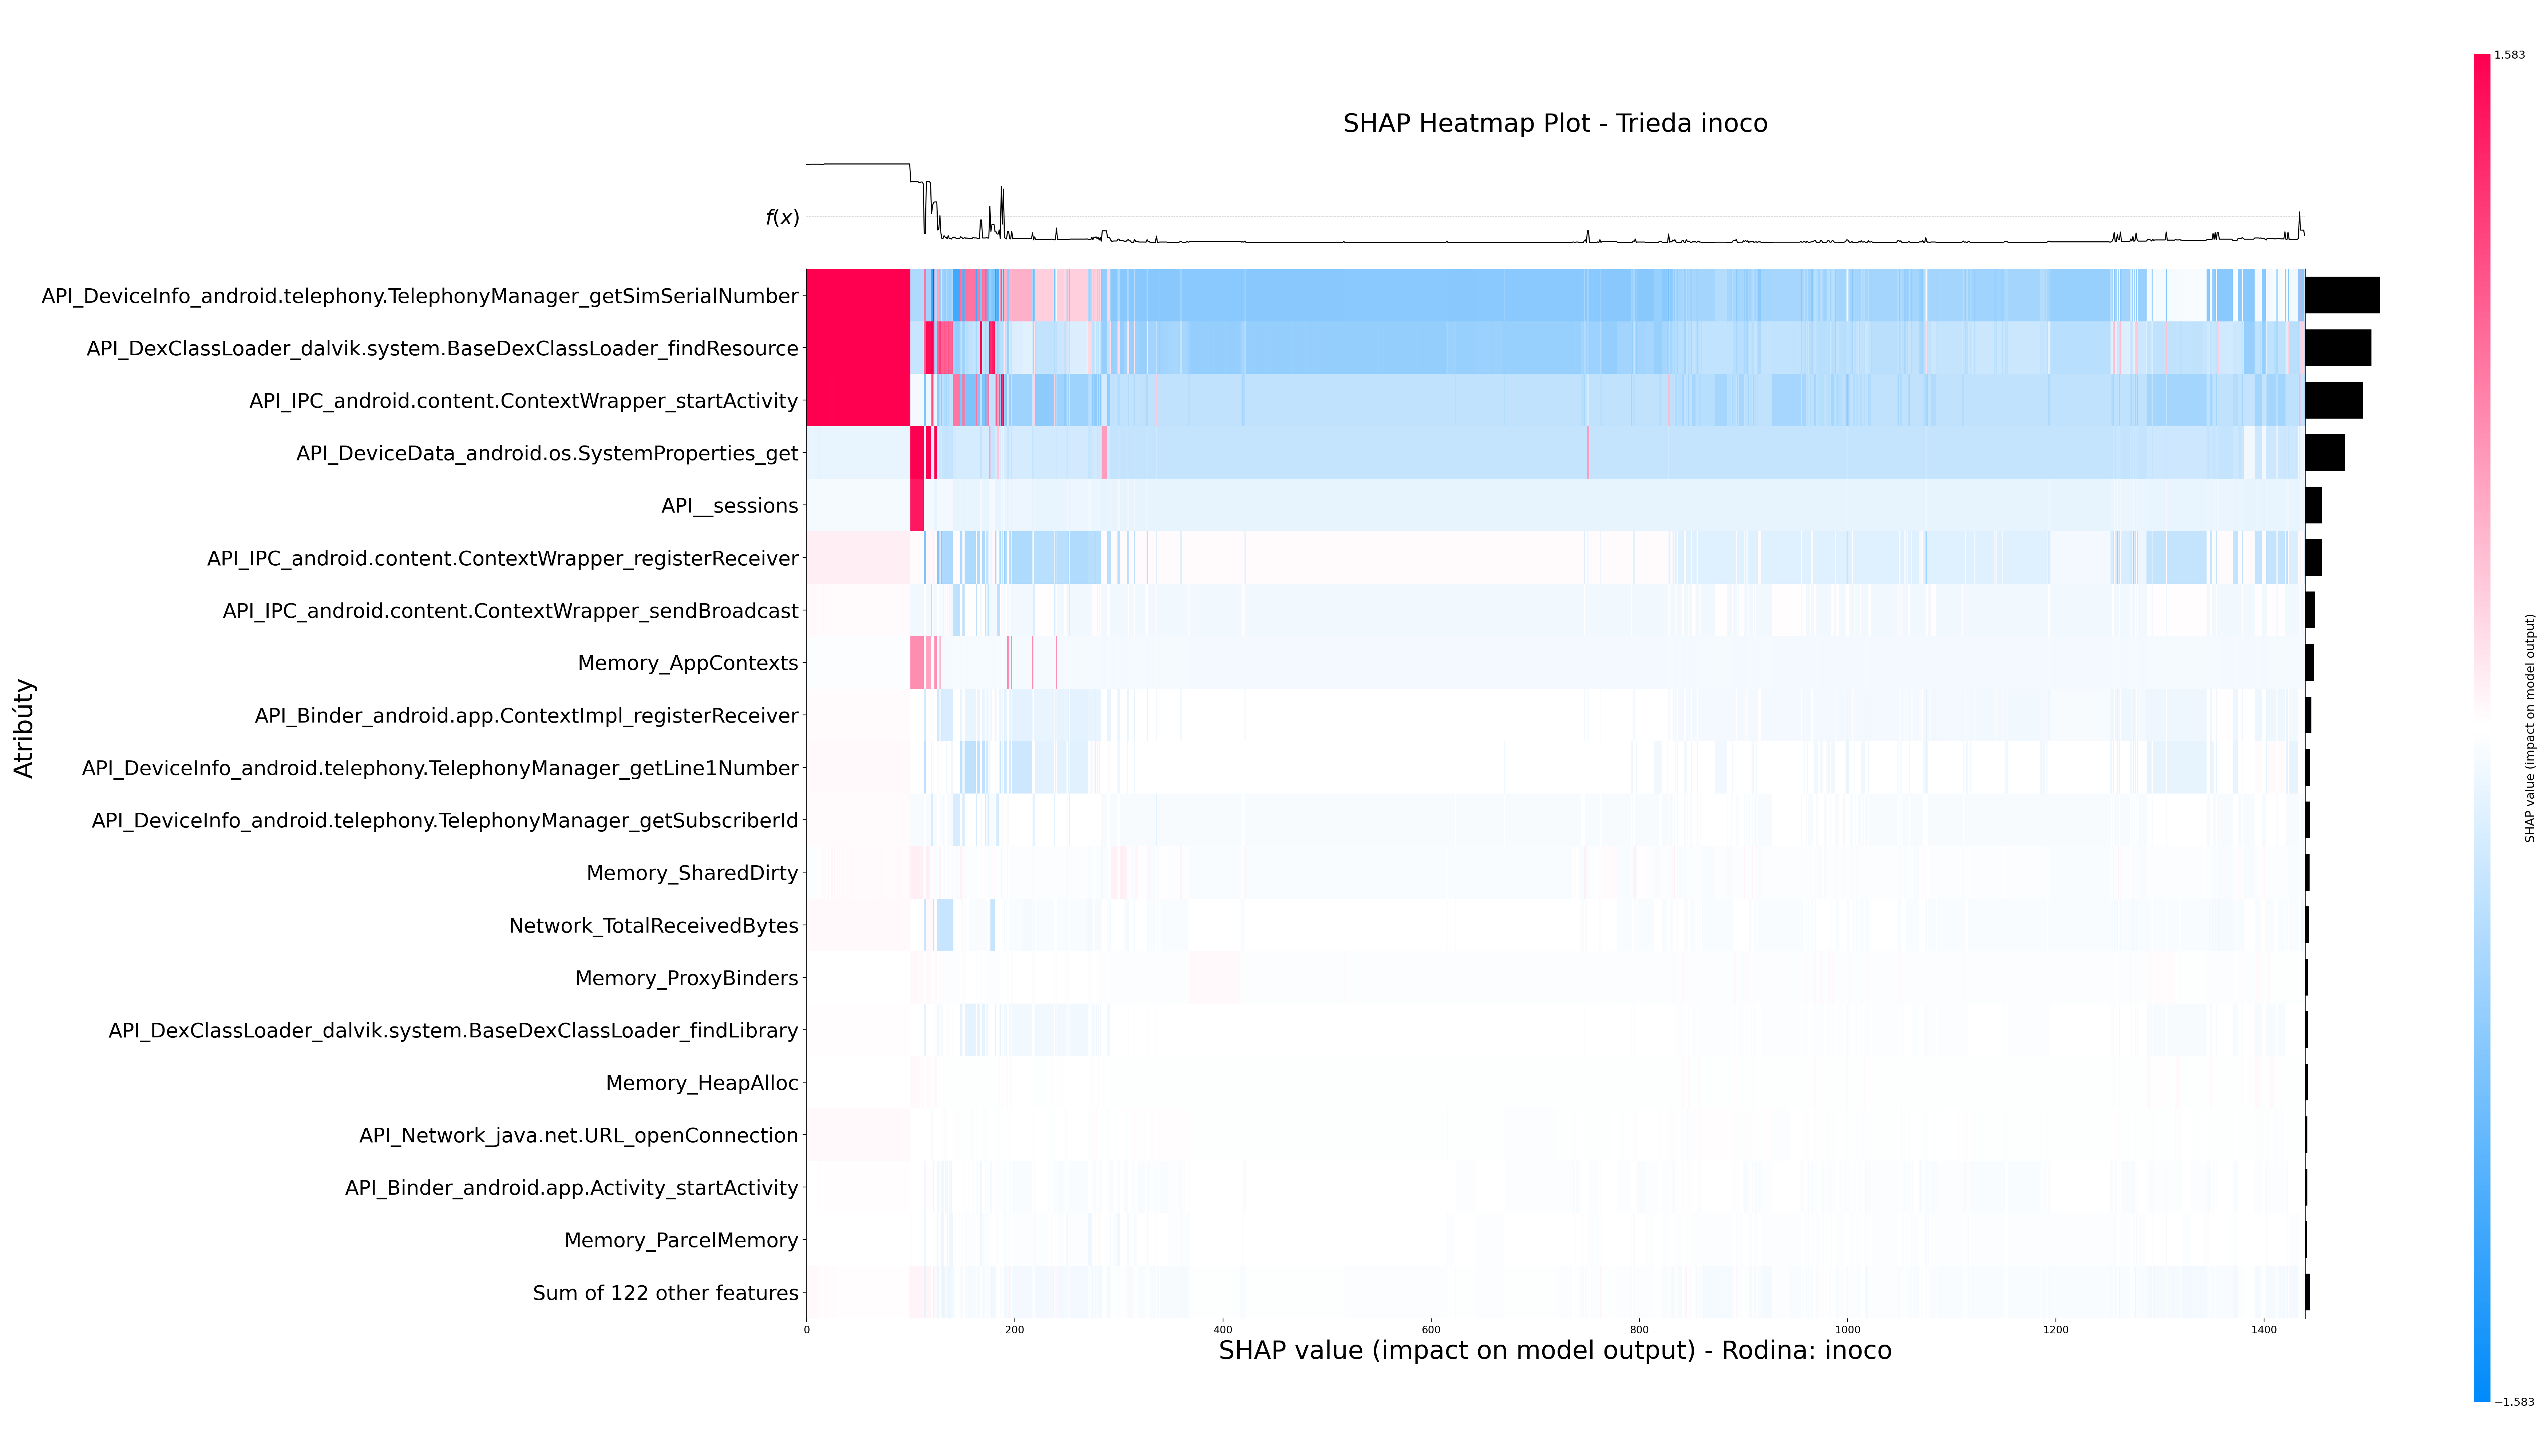 1.583
SHAP Heatmap Plot - Trieda inoco
f(x)
API_DeviceInfo_android.telephony.TelephonyManager_getSimSerialNumber
API_DexClassLoader_dalvik.system.BaseDexClassLoader_findResource
API_IPC_android.content.ContextWrapper_startActivity
API_DeviceData_android.os.SystemProperties_get
API__sessions
API_IPC_android.content.ContextWrapper_registerReceiver
API_IPC_android.content.ContextWrapper_sendBroadcast
Memory_AppContexts
API_Binder_android.app.ContextImpl_registerReceiver
API_DeviceInfo_android.telephony.TelephonyManager_getLine1Number
API_DeviceInfo_android.telephony.TelephonyManager_getSubscriberId
Memory_SharedDirty
Network_TotalReceivedBytes
Memory_ProxyBinders
API_DexClassLoader_dalvik.system.BaseDexClassLoader_findLibrary
Memory_HeapAlloc
API_Network_java.net.URL_openConnection
API_Binder_android.app.Activity_startActivity
Memory_ParcelMemory
Sum of 122 other features
Atribúty
0 200 400 600 800 1000 1200 1400
SHAP value (impact on model output) - Rodina: inoco
SHAP value (impact on model output)
−1.583